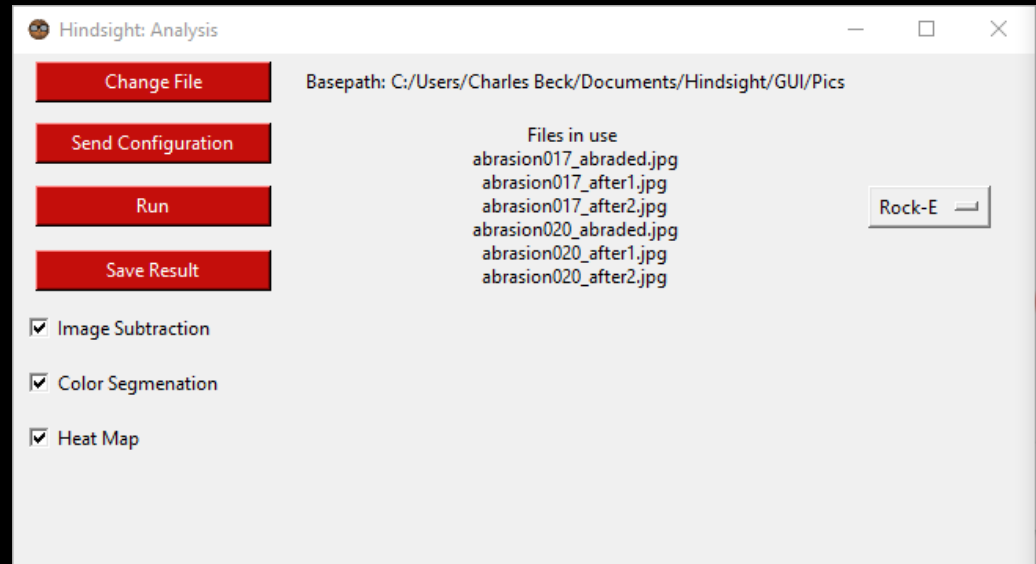 Hindsight: Analysis
Change File
Basepath: C:/Users/Charles Beck/Documents/Hindsight/GUI/Pics
Send Configuration
Files in use
abrasion017_abraded.jpg
abrasion017_after1.jpg
Run
abrasion017_after2.jpg
Rock-E
abrasion020_abraded.jpg
abrasion020_after1.jpg
Save Result
abrasion020_after2.jpg
Image Subtraction
Color Segmenation
Heat Map